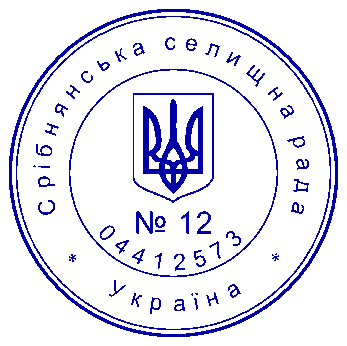 Срібнянська селищна рада
№ 12
04412573
* Україна *